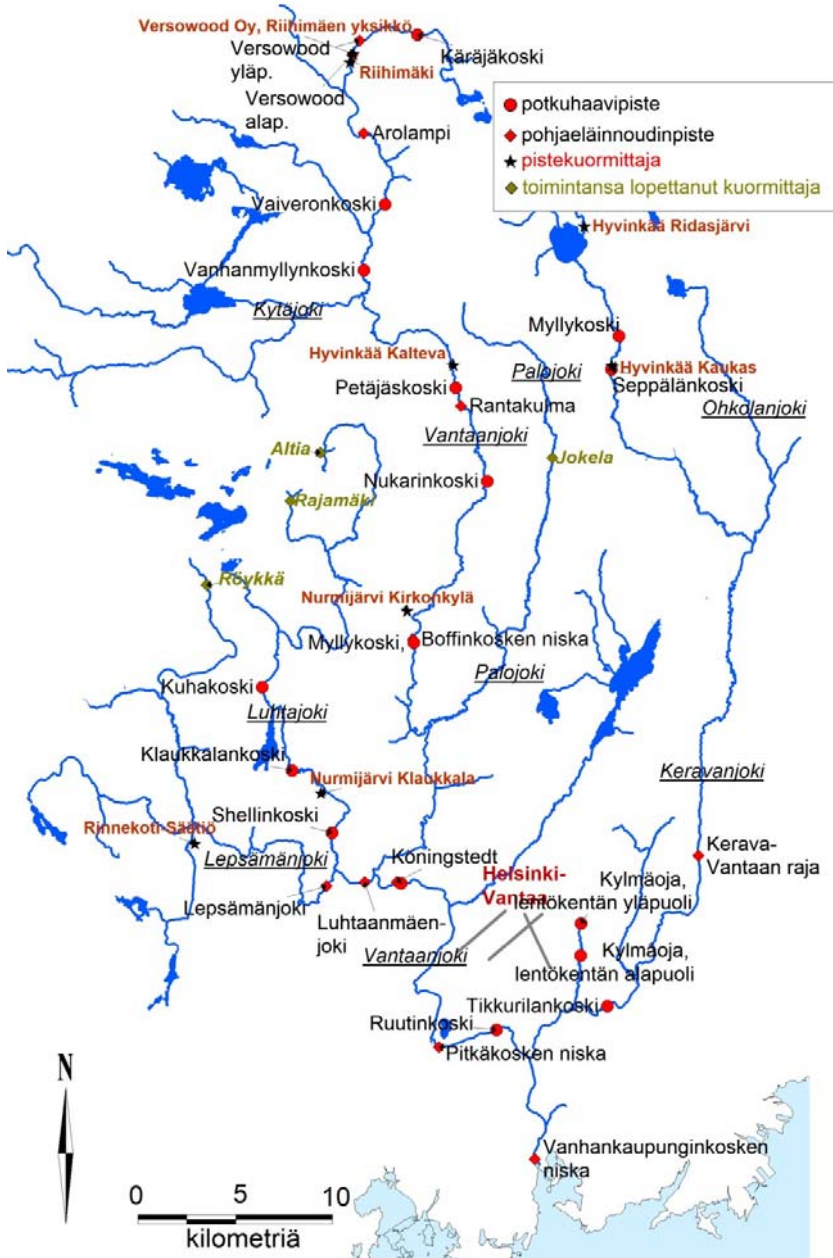 Versowood Oy, Riihimäen yksikkö
Versowood
yläp.
Käräjäkoski
Riihimäki
Versowood
alap.
potkuhaavipiste
pohjaeläinnoudinpiste
pistekuormittaja
toimintansa lopettanut kuormittaja
Arolampi
Vaiveronkoski
Hyvinkää Ridasjärvi
Vanhanmyllynkoski
Kytäjoki
Myllykoski
Hyvinkää Kalteva
Palojoki
Hyvinkää Kaukas
Seppälänkoski
Petäjäskoski
Rantakulma
Ohkolanjoki
Vantaanjoki
Altia
Jokela
Nukarinkoski
Rajamäki
Röykkä
Nurmijärvi Kirkonkylä
Myllykoski,
Boffinkosken niska
Palojoki
Kuhakoski
Luhtajoki
Klaukkalankoski
Keravanjoki
Nurmijärvi Klaukkala
Shellinkoski
Rinnekoti-Säätiö
Lepsämänjoki
Kerava-
Vantaan raja
Köningstedt
Helsinki-
Vantaa
Kylmäoja,
lentökentän yläpuoli
Lepsämänjoki
Luhtaanmäen-
joki
Vantaanjoki
Kylmäoja,
lentökentän alapuoli
Tikkurilankoski
Ruutinkoski
Pitkäkosken niska
N
Vanhankaupunginkosken
niska
0 5 10
kilometriä